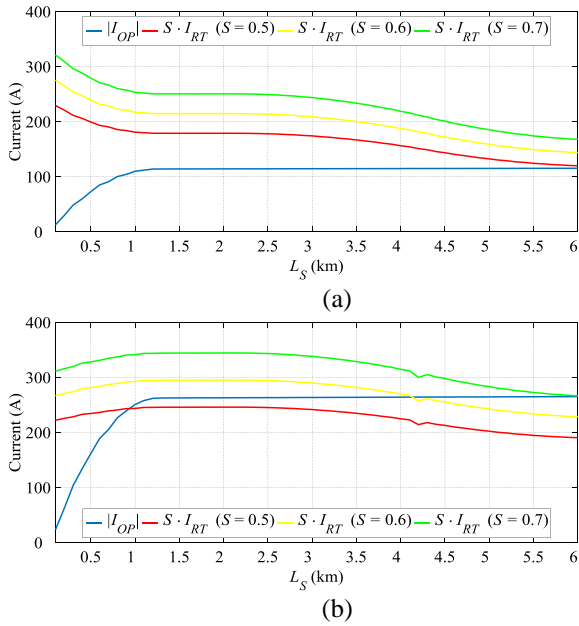 400
300
200
100
0
Current (A)
|I_OP| S · I_RT (S = 0.5) S · I_RT (S = 0.6) S · I_RT (S = 0.7)
0.5 1 1.5 2 2.5 3 3.5 4 4.5 5 5.5 6
L_S (km)
(a)
400
300
200
100
0
Current (A)
|I_OP| S · I_RT (S = 0.5) S · I_RT (S = 0.6) S · I_RT (S = 0.7)
0.5 1 1.5 2 2.5 3 3.5 4 4.5 5 5.5 6
L_S (km)
(b)